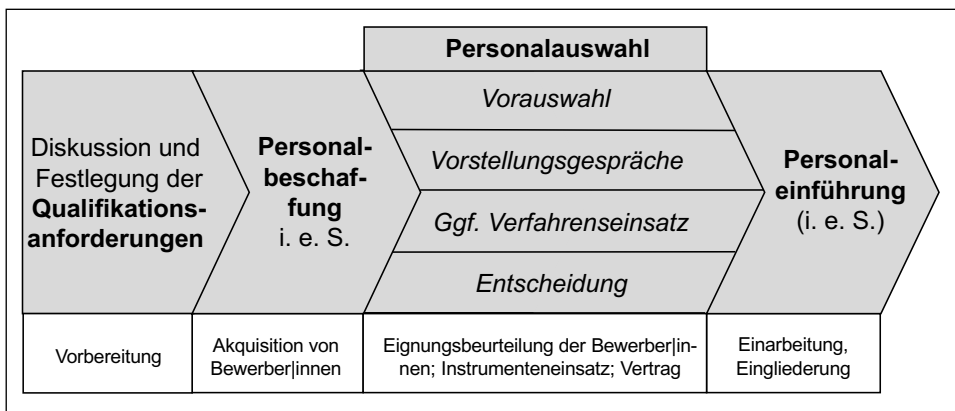 Personalauswahl
Diskussion und
Festlegung der
Qualifikations-
anforderungen
Personal-
beschaf-
fung
i. e. S.
Vorauswahl
Vorstellungsgespräche
Ggf. Verfahrenseinsatz
Entscheidung
Personal-
einführung
(i. e. S.)
Vorbereitung
Akquisition von
Bewerber|innen
Eignungsbeurteilung der Bewerber|in-
nen; Instrumenteneinsatz; Vertrag
Einarbeitung,
Eingliederung